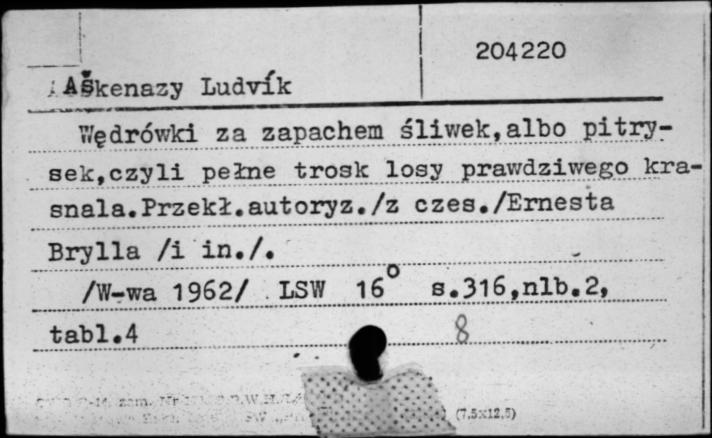 204220
Aškenazy Ludvík
Wędrówki za zapachem śliwek,albo pitry-
sek,czyli pełne trosk losy prawdziwego kra-
snala.Przekł.autoryz./z czes./Ernesta
Brylla /i in./.
/W-wa 1962/ LSW 16° s.316,nlb.2,
tabl.4 8
(7,5x12,5)